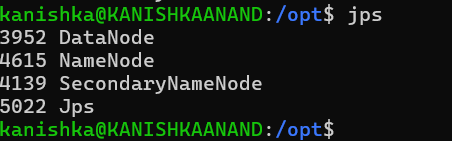 kanishka@KANISHKAANAND:/opt$ jps
3952 DataNode
4615 NameNode
4139 SecondaryNameNode
5022 Jps
kanishka@KANISHKAANAND:/opt$